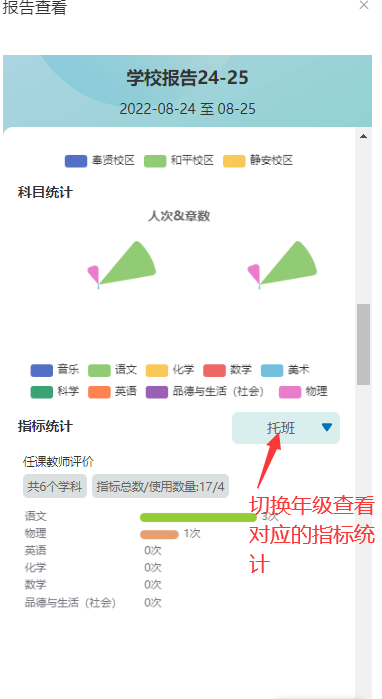 报告查看
学校报告24-25
2022-08-24 至 08-25
奉贤校区 和平校区 静安校区
科目统计
人次&章数
音乐 语文 化学 数学 美术
科学 英语 品德与生活（社会） 物理
指标统计 托班
任课教师评价
共6个学科 指标总数/使用数量:17/4
切换年级查看
对应的指标统
计
语文 3次
物理 1次
英语 0次
化学 0次
数学 0次
品德与生活（社会） 0次